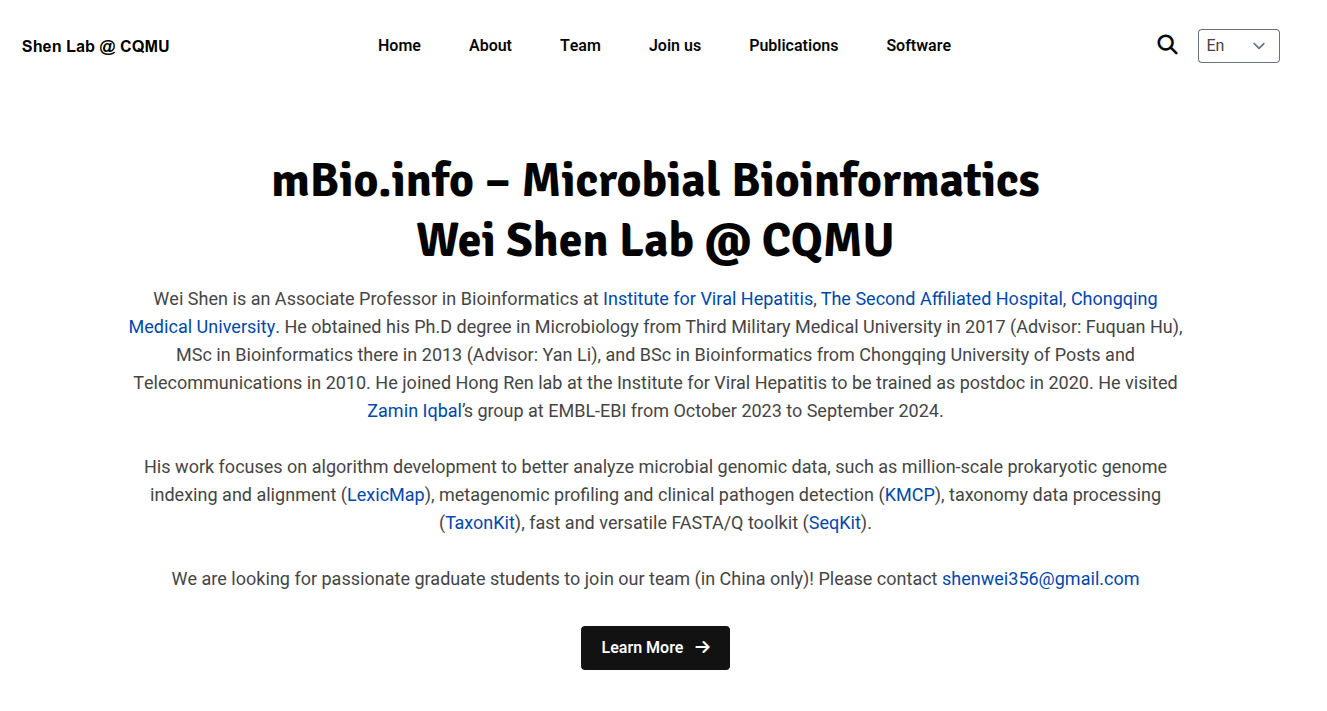 Shen Lab @ CQMU
Home
About
Team
Join us
Publications
Software
En
mBio.info – Microbial Bioinformatics
Wei Shen Lab @ CQMU
Wei Shen is an Associate Professor in Bioinformatics at Institute for Viral Hepatitis, The Second Affiliated Hospital, Chongqing
Medical University. He obtained his Ph.D degree in Microbiology from Third Military Medical University in 2017 (Advisor: Fuquan Hu),
MSc in Bioinformatics there in 2013 (Advisor: Yan Li), and BSc in Bioinformatics from Chongqing University of Posts and
Telecommunications in 2010. He joined Hong Ren lab at the Institute for Viral Hepatitis to be trained as postdoc in 2020. He visited
Zamin Iqbal’s group at EMBL-EBI from October 2023 to September 2024.
His work focuses on algorithm development to better analyze microbial genomic data, such as million-scale prokaryotic genome
indexing and alignment (LexicMap), metagenomic profiling and clinical pathogen detection (KMCP), taxonomy data processing
(TaxonKit), fast and versatile FASTA/Q toolkit (SeqKit).
We are looking for passionate graduate students to join our team (in China only)! Please contact shenwei356@gmail.com
Learn More →